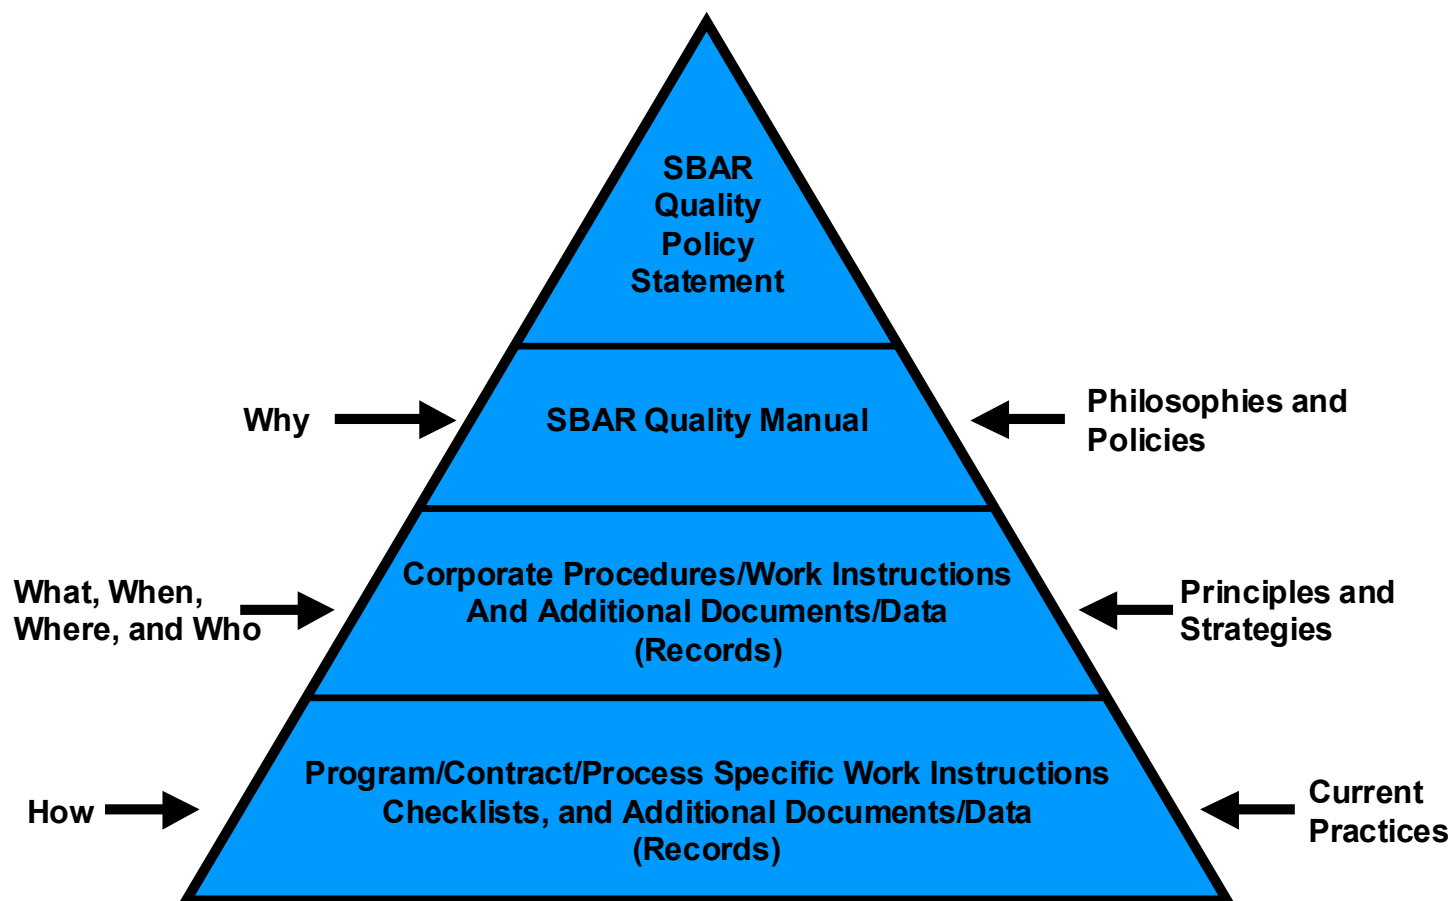 SBAR
Quality
Policy
Statement
Why
SBAR Quality Manual
Philosophies and
Policies
What, When,
Where, and Who
Corporate Procedures/Work Instructions
And Additional Documents/Data
(Records)
Principles and
Strategies
How
Program/Contract/Process Specific Work Instructions
Checklists, and Additional Documents/Data
(Records)
Current
Practices